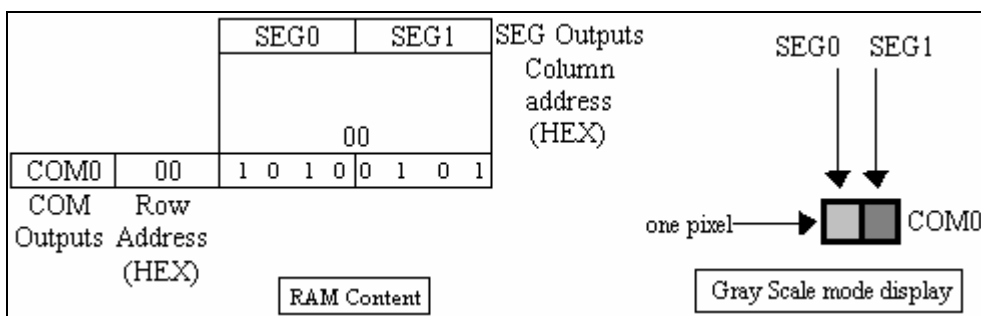 SEG0 SEG1 SEG Outputs
Column
address
(HEX)
00
COM0 00 1 0 1 0 0 1 0 1
COM Row
Outputs Address
(HEX)
RAM Content
SEG0 SEG1
one pixel COM0
Gray Scale mode display